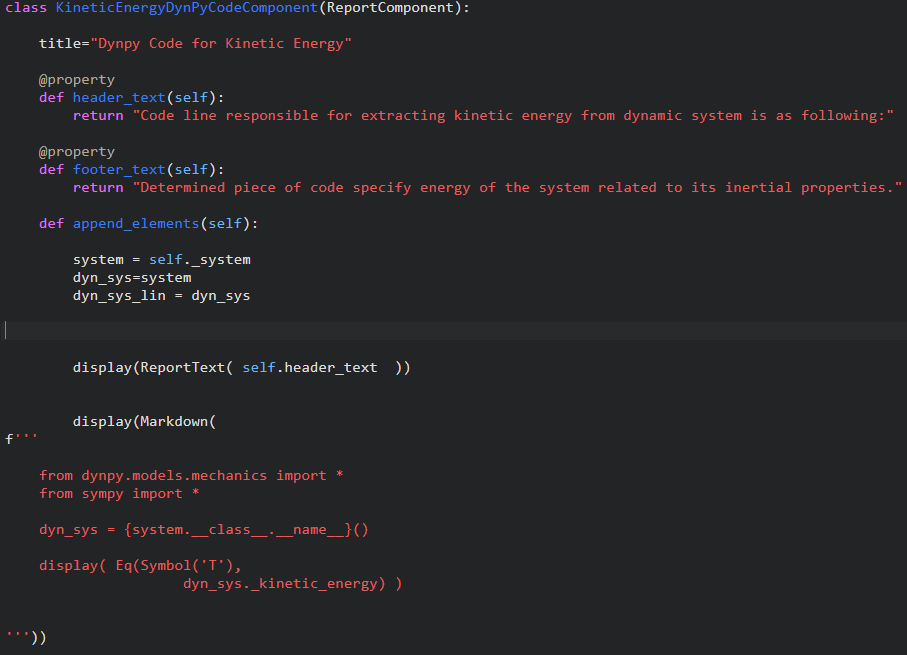 class KineticEnergyDynPyCodeComponent(ReportComponent):
    title="Dynpy Code for Kinetic Energy"
    @property
    def header_text(self):
        return "Code line responsible for extracting kinetic energy from dynamic system is as following:"
    @property
    def footer_text(self):
        return "Determined piece of code specify energy of the system related to its inertial properties."
    def append_elements(self):
        system = self._system
        dyn_sys=system
        dyn_sys_lin = dyn_sys
        display(ReportText( self.header_text  ))
        display(Markdown(
f'''
    from dynpy.models.mechanics import *
    from sympy import *
    dyn_sys = {system.__class__.__name__}()
    display( Eq(Symbol('T'),
                     dyn_sys._kinetic_energy) )
'''))